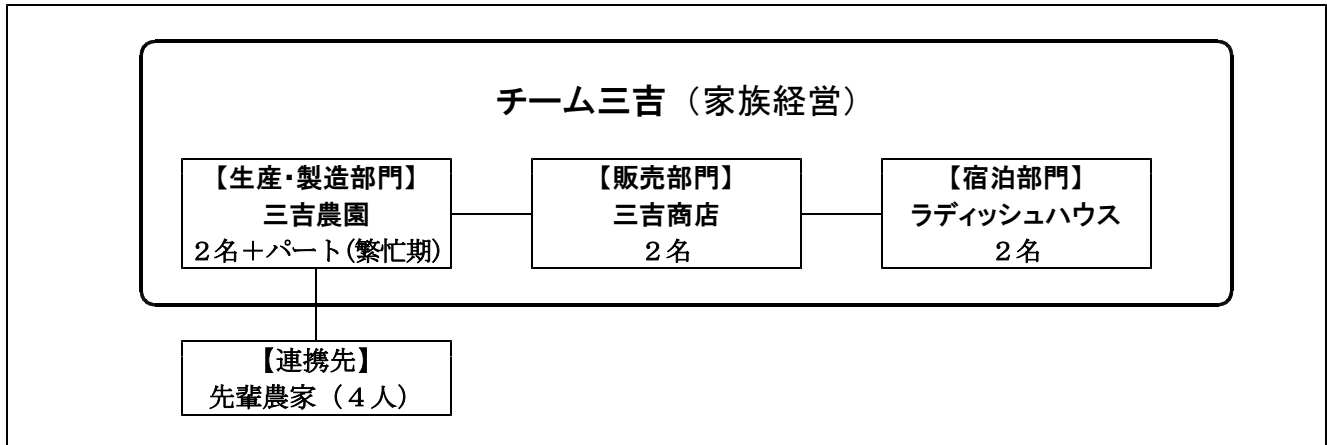 チーム三吉（家族経営）
【生産・製造部門】
三吉農園
２名＋パート(繁忙期)
【販売部門】
三吉商店
２名
【宿泊部門】
ラディッシュハウス
２名
【連携先】
先輩農家（４人）